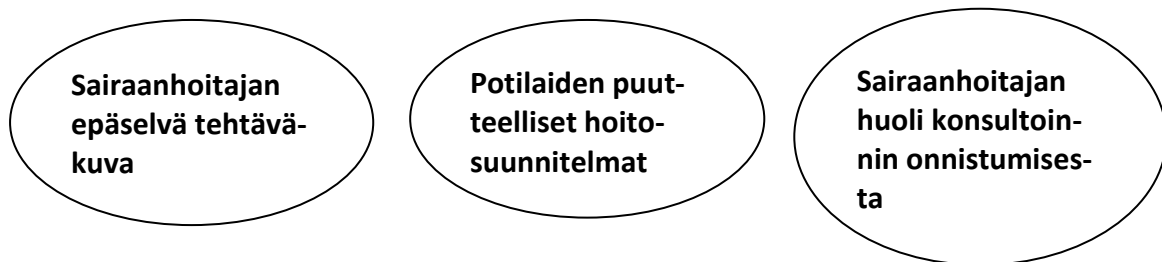 Sairaanhoitajan
epäselvä tehtävä-
kuva
Potilaiden puut-
teelliset hoito-
suunnitelmat
Sairaanhoitajan
huoli konsultoin-
nin onnistumises-
ta